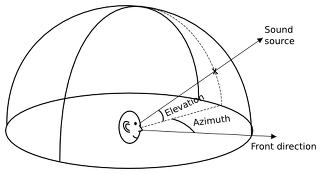 Sound
source
Elevation
Azimuth
Front direction